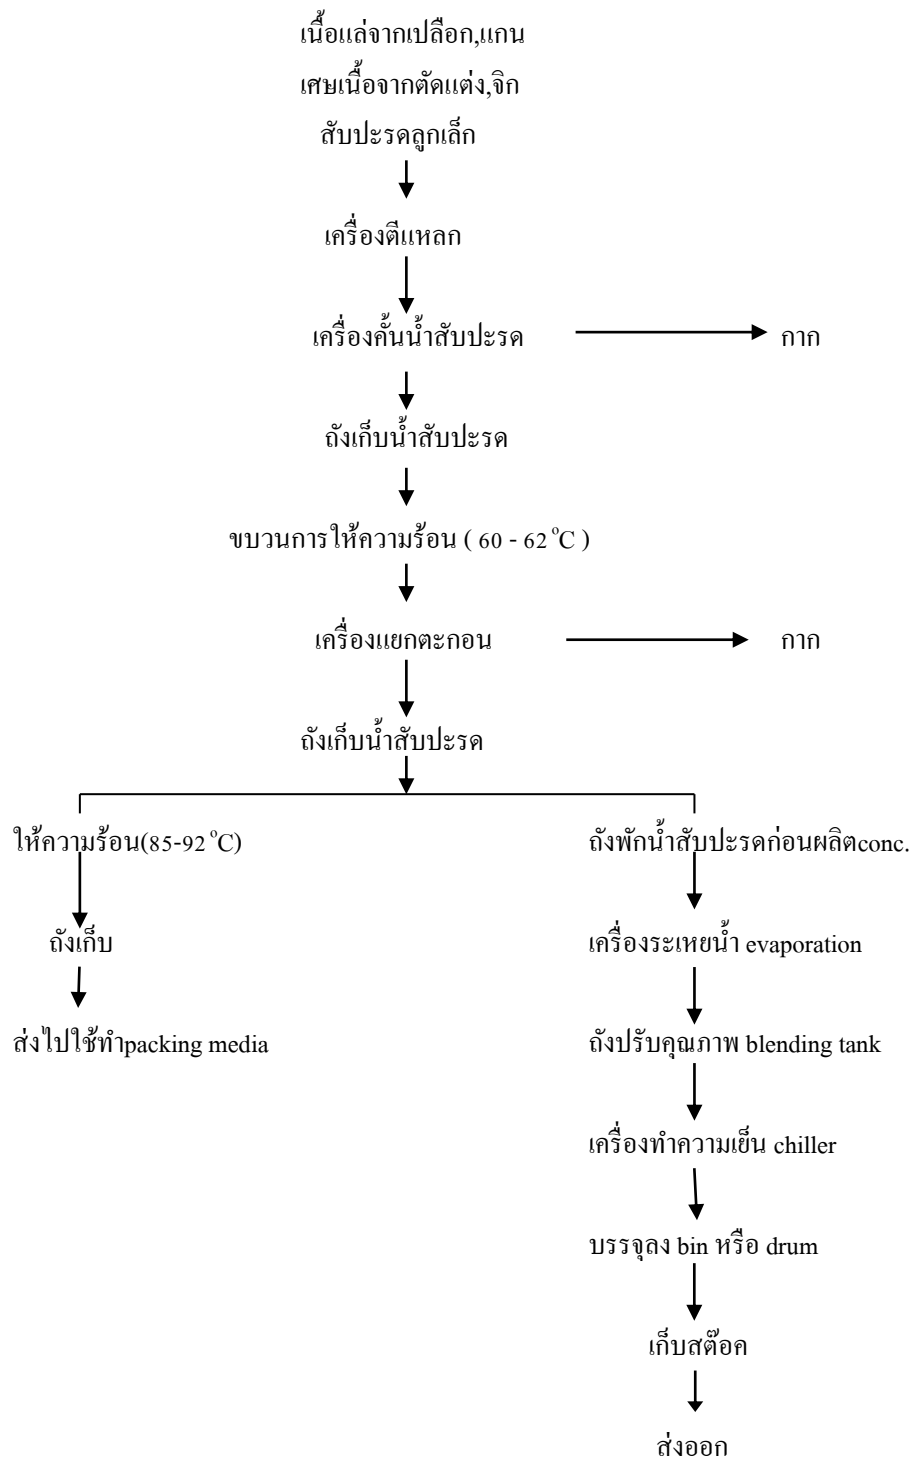 เนื้อแล่จากเปลือก,แกน
เศษเนื้อจากตัดแต่ง,จิก
สับปะรดลูกเล็ก
เครื่องตีแหลก
เครื่องคั้นน้ำสับปะรด กาก
ถังเก็บน้ำสับปะรด
ขบวนการให้ความร้อน ( 60 - 62 °C )
เครื่องแยกตะกอน กาก
ถังเก็บน้ำสับปะรด
ให้ความร้อน(85-92 °C) ถังพักน้ำสับปะรดก่อนผลิตconc.
ถังเก็บ เครื่องระเหยน้ำ evaporation
ส่งไปใช้ทำpacking media ถังปรับคุณภาพ blending tank
เครื่องทำความเย็น chiller
บรรจุลง bin หรือ drum
เก็บสต๊อค
ส่งออก